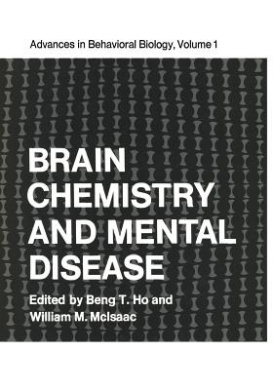 Advances in Behavioral Biology, Volume 1
BRAIN
CHEMISTRY
AND MENTAL
DISEASE
Edited by Beng T. Ho and
William M. McIsaac